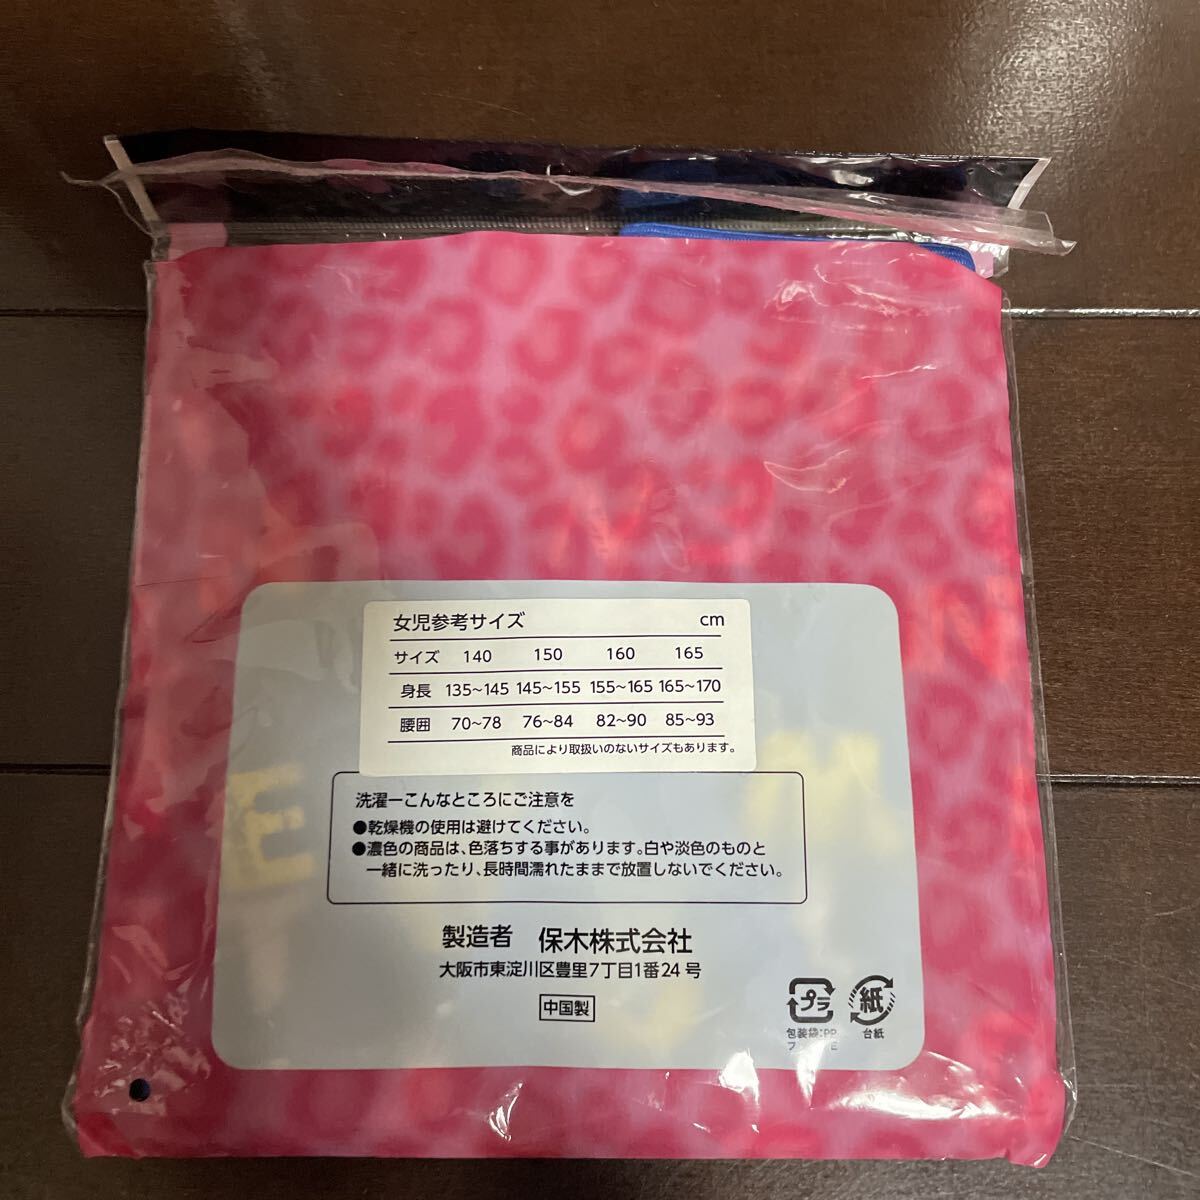 女児参考サイズ cm
サイズ 140 150 160 165
身長 135~145 145~155 155~165 165~170
腰囲 70~78 76~84 82~90 85~93
商品により取扱いのないサイズもあります。
洗濯ーこんなところにご注意を
●乾燥機の使用は避けてください。
●濃色の商品は、色落ちする事があります。白や淡色のものと
一緒に洗ったり、長時間濡れたままで放置しないでください。
製造者 保木株式会社
大阪市東淀川区豊里7丁目1番24号
中国製
プラ 紙
包装袋:PP 台紙
E